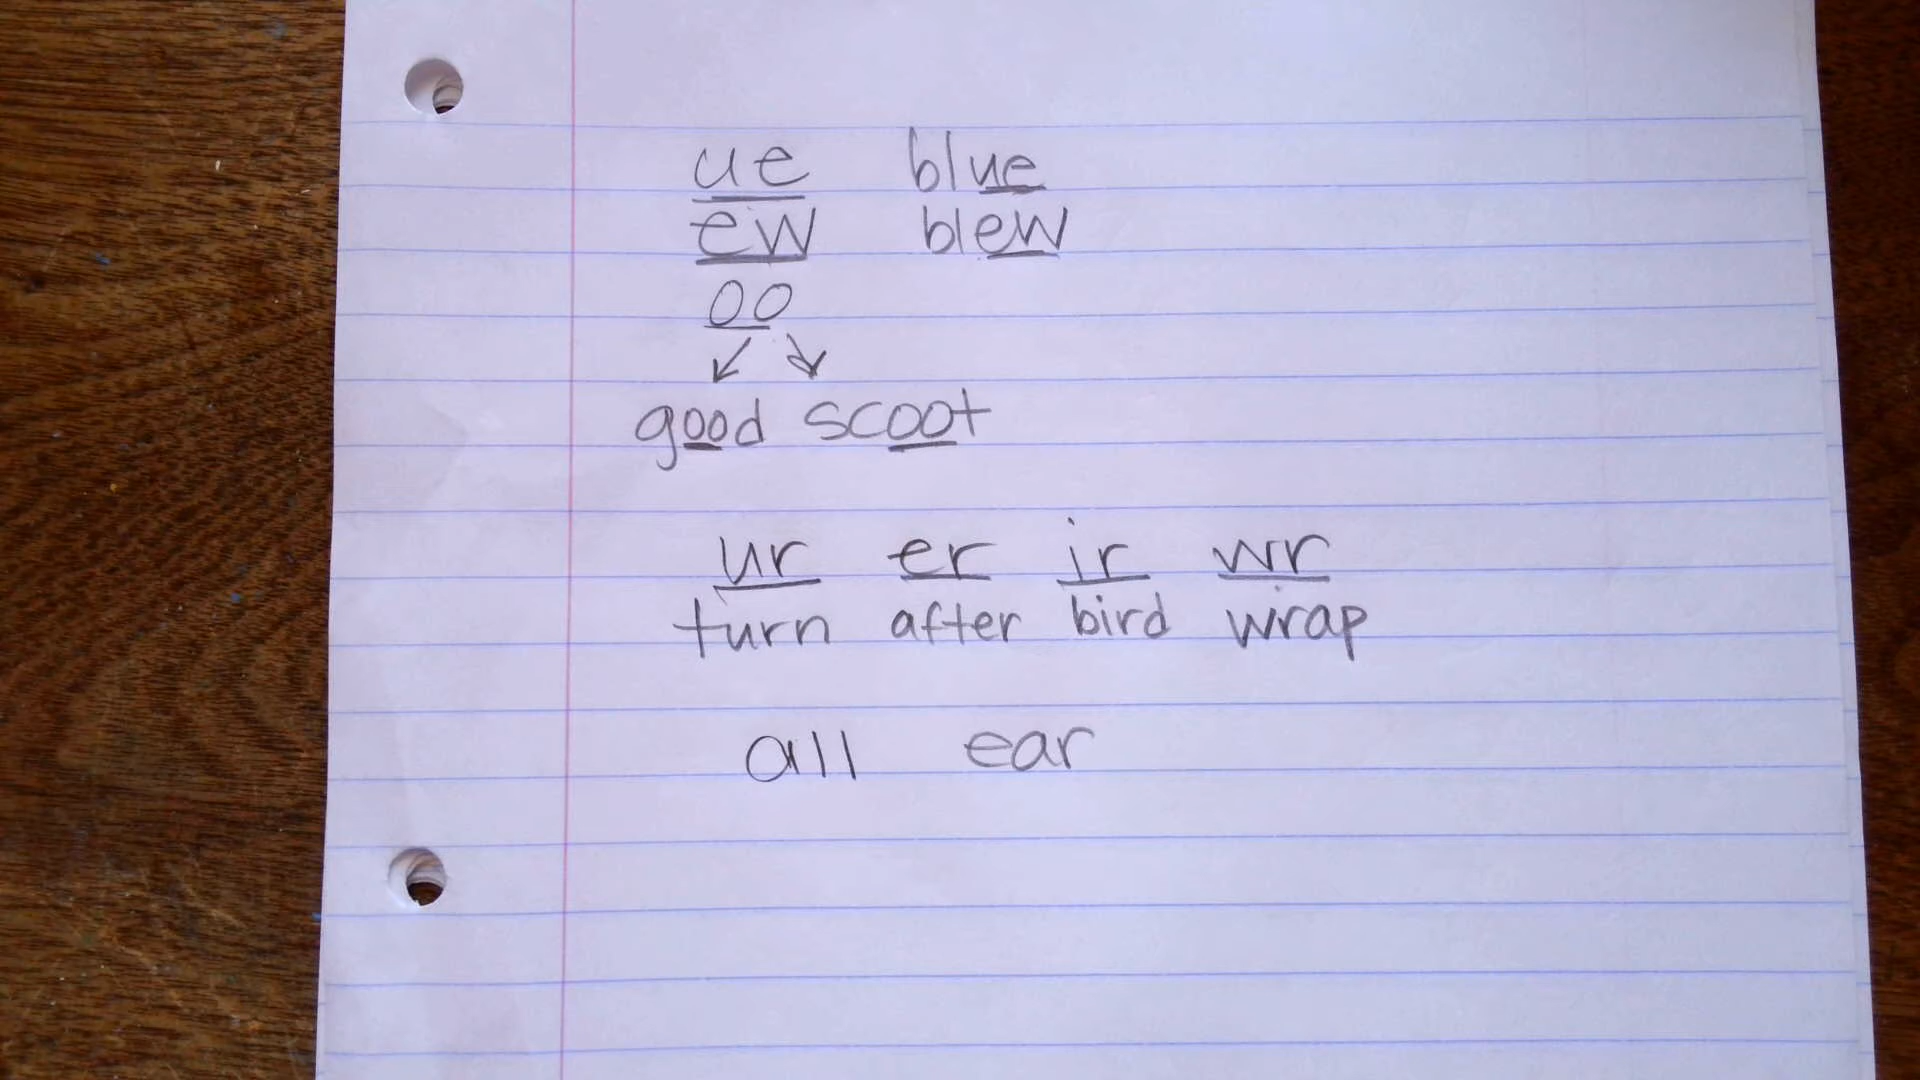 ue blue
ew blew
oo
good scoot
ur er ir wr
turn after bird wrap
all ear